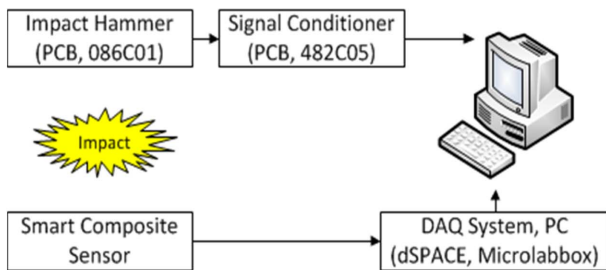 Impact Hammer
(PCB, 086C01)
Signal Conditioner
(PCB, 482C05)
Impact
Smart Composite
Sensor
DAQ System, PC
(dSPACE, Microlabbox)